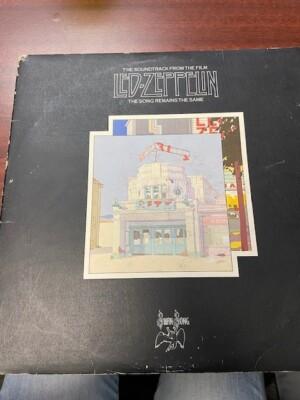 THE SOUNDTRACK FROM THE FILM
LED-ZEPPELIN
THE SONG REMAINS THE SAME
SWAN SONG